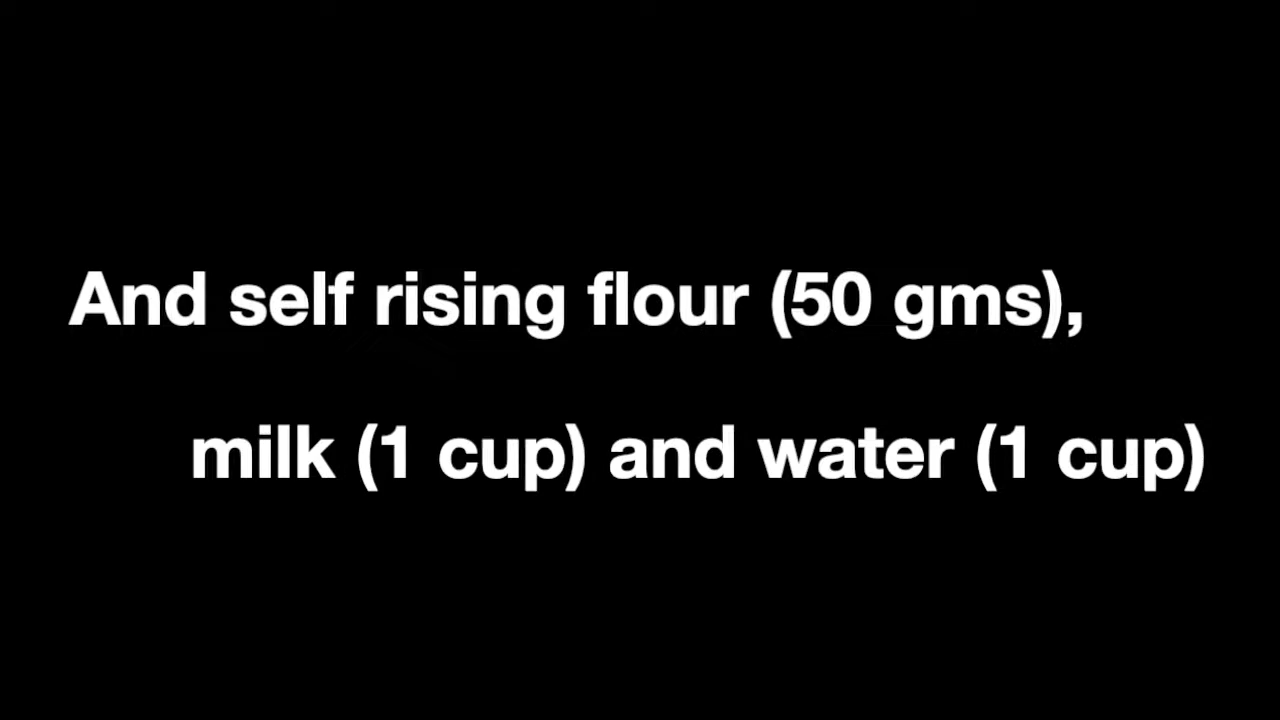 And self rising flour (50 gms),
milk (1 cup) and water (1 cup)